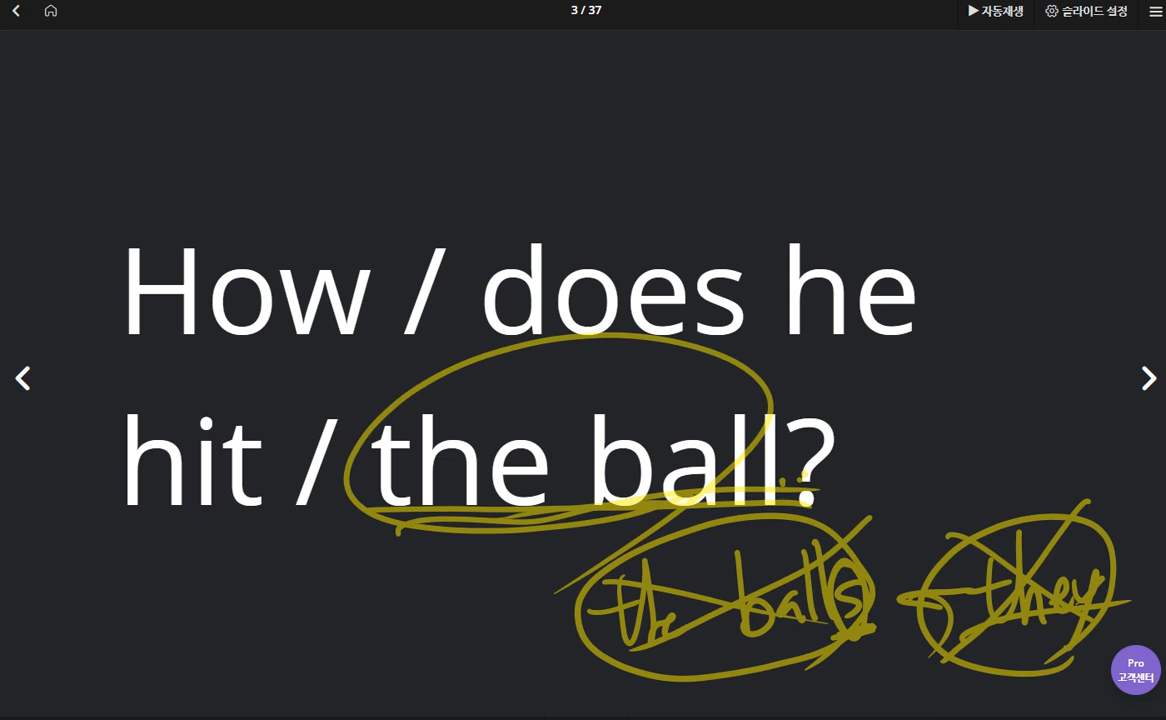 3 / 37
▶ 자동재생
슬라이드 설정
How / does he
hit / the ball?
the balls
they
Pro
고객센터